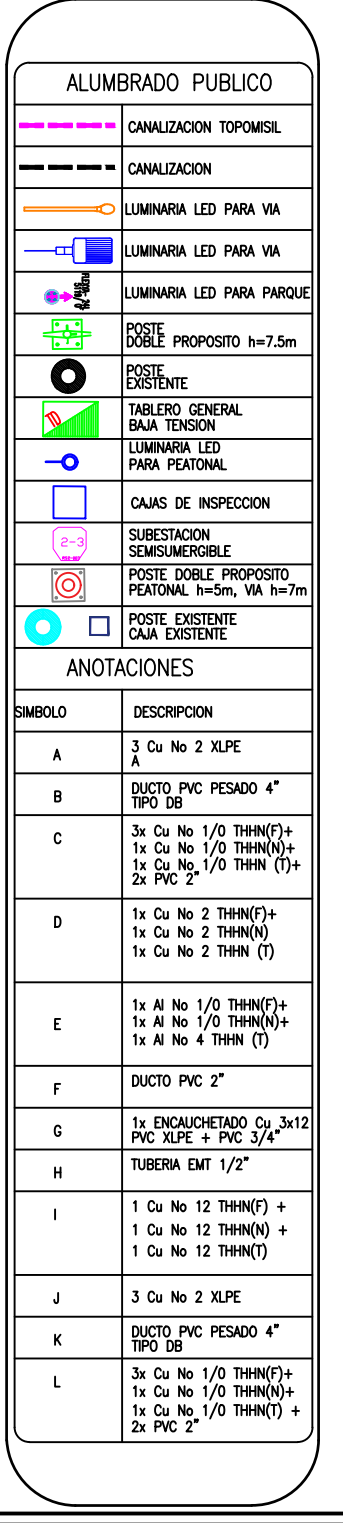 ALUMBRADO PUBLICO
CANALIZACION TOPOMISIL
CANALIZACION
LUMINARIA LED PARA VIA
LUMINARIA LED PARA VIA
LUMINARIA LED PARA PARQUE
POSTE
DOBLE PROPOSITO h=7.5m
POSTE
EXISTENTE
TD
TABLERO GENERAL
BAJA TENSION
LUMINARIA LED
PARA PEATONAL
CAJAS DE INSPECCION
2-3
SUBESTACION
SEMISUMERGIBLE
POSTE DOBLE PROPOSITO
PEATONAL h=5m, VIA h=7m
POSTE EXISTENTE
CAJA EXISTENTE
ANOTACIONES
SIMBOLO DESCRIPCION
A 3 Cu No 2 XLPE
A
B DUCTO PVC PESADO 4"
TIPO DB
C 3x Cu No 1/0 THHN(F)+
1x Cu No 1/0 THHN(N)+
1x Cu No 1/0 THHN (T)+
2x PVC 2"
D 1x Cu No 2 THHN(F)+
1x Cu No 2 THHN(N)
1x Cu No 2 THHN (T)
E 1x Al No 1/0 THHN(F)+
1x Al No 1/0 THHN(N)+
1x Al No 4 THHN (T)
F DUCTO PVC 2"
G 1x ENCAUCHETADO Cu 3x12
PVC XLPE + PVC 3/4"
H TUBERIA EMT 1/2"
I 1 Cu No 12 THHN(F) +
1 Cu No 12 THHN(N) +
1 Cu No 12 THHN(T)
J 3 Cu No 2 XLPE
K DUCTO PVC PESADO 4"
TIPO DB
L 3x Cu No 1/0 THHN(F)+
1x Cu No 1/0 THHN(N)+
1x Cu No 1/0 THHN(T) +
2x PVC 2"